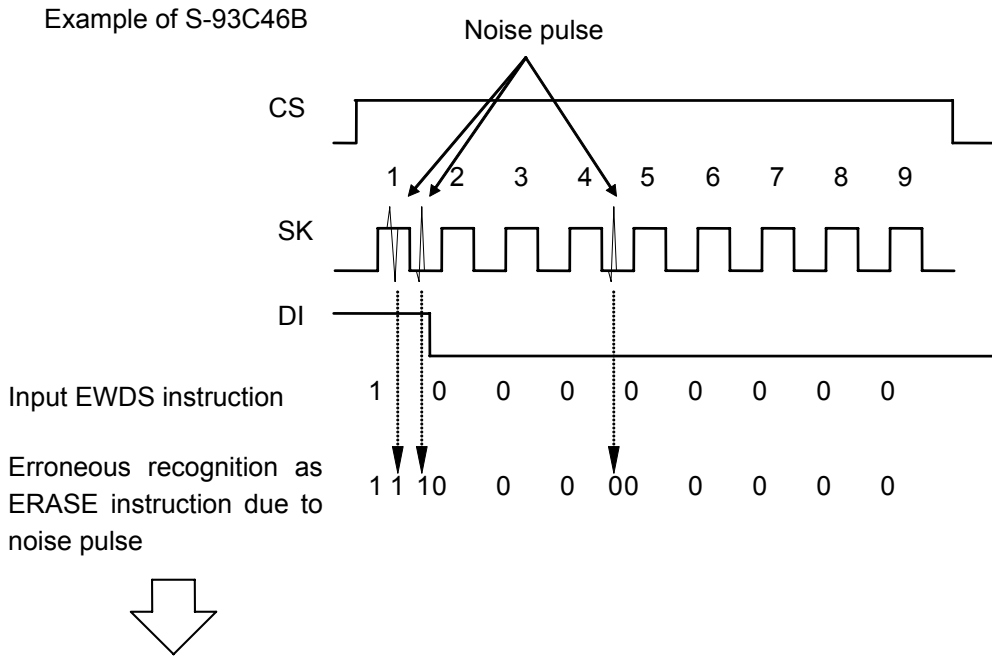 Example of S-93C46B
Noise pulse
CS
1 2 3 4 5 6 7 8 9
SK
DI
Input EWDS instruction 1 0 0 0 0 0 0 0 0
Erroneous recognition as
ERASE instruction due to
noise pulse
1 1 10 0 0 00 0 0 0 0